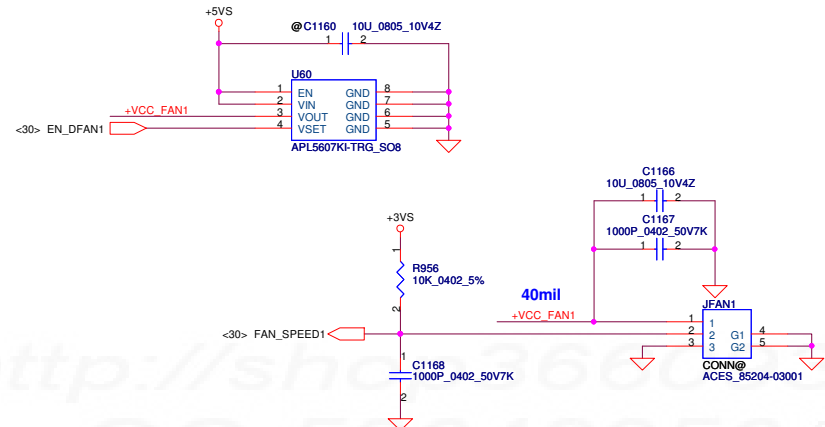 +5VS
@C1160 10U_0805_10V4Z
1 2
U60
1 EN GND 8
2 VIN GND 7
+VCC_FAN1 3 VOUT GND 6
<30> EN_DFAN1 4 VSET GND 5
APL5607KI-TRG_SO8
C1166
10U_0805_10V4Z
1 2
C1167
1000P_0402_50V7K
1 2
+3VS
1
R956
10K_0402_5%
2
40mil
+VCC_FAN1
JFAN1
1 1
<30> FAN_SPEED1 2 2 G1 4
3 3 G2 5
CONN@
ACES_85204-03001
1
C1168
1000P_0402_50V7K
2